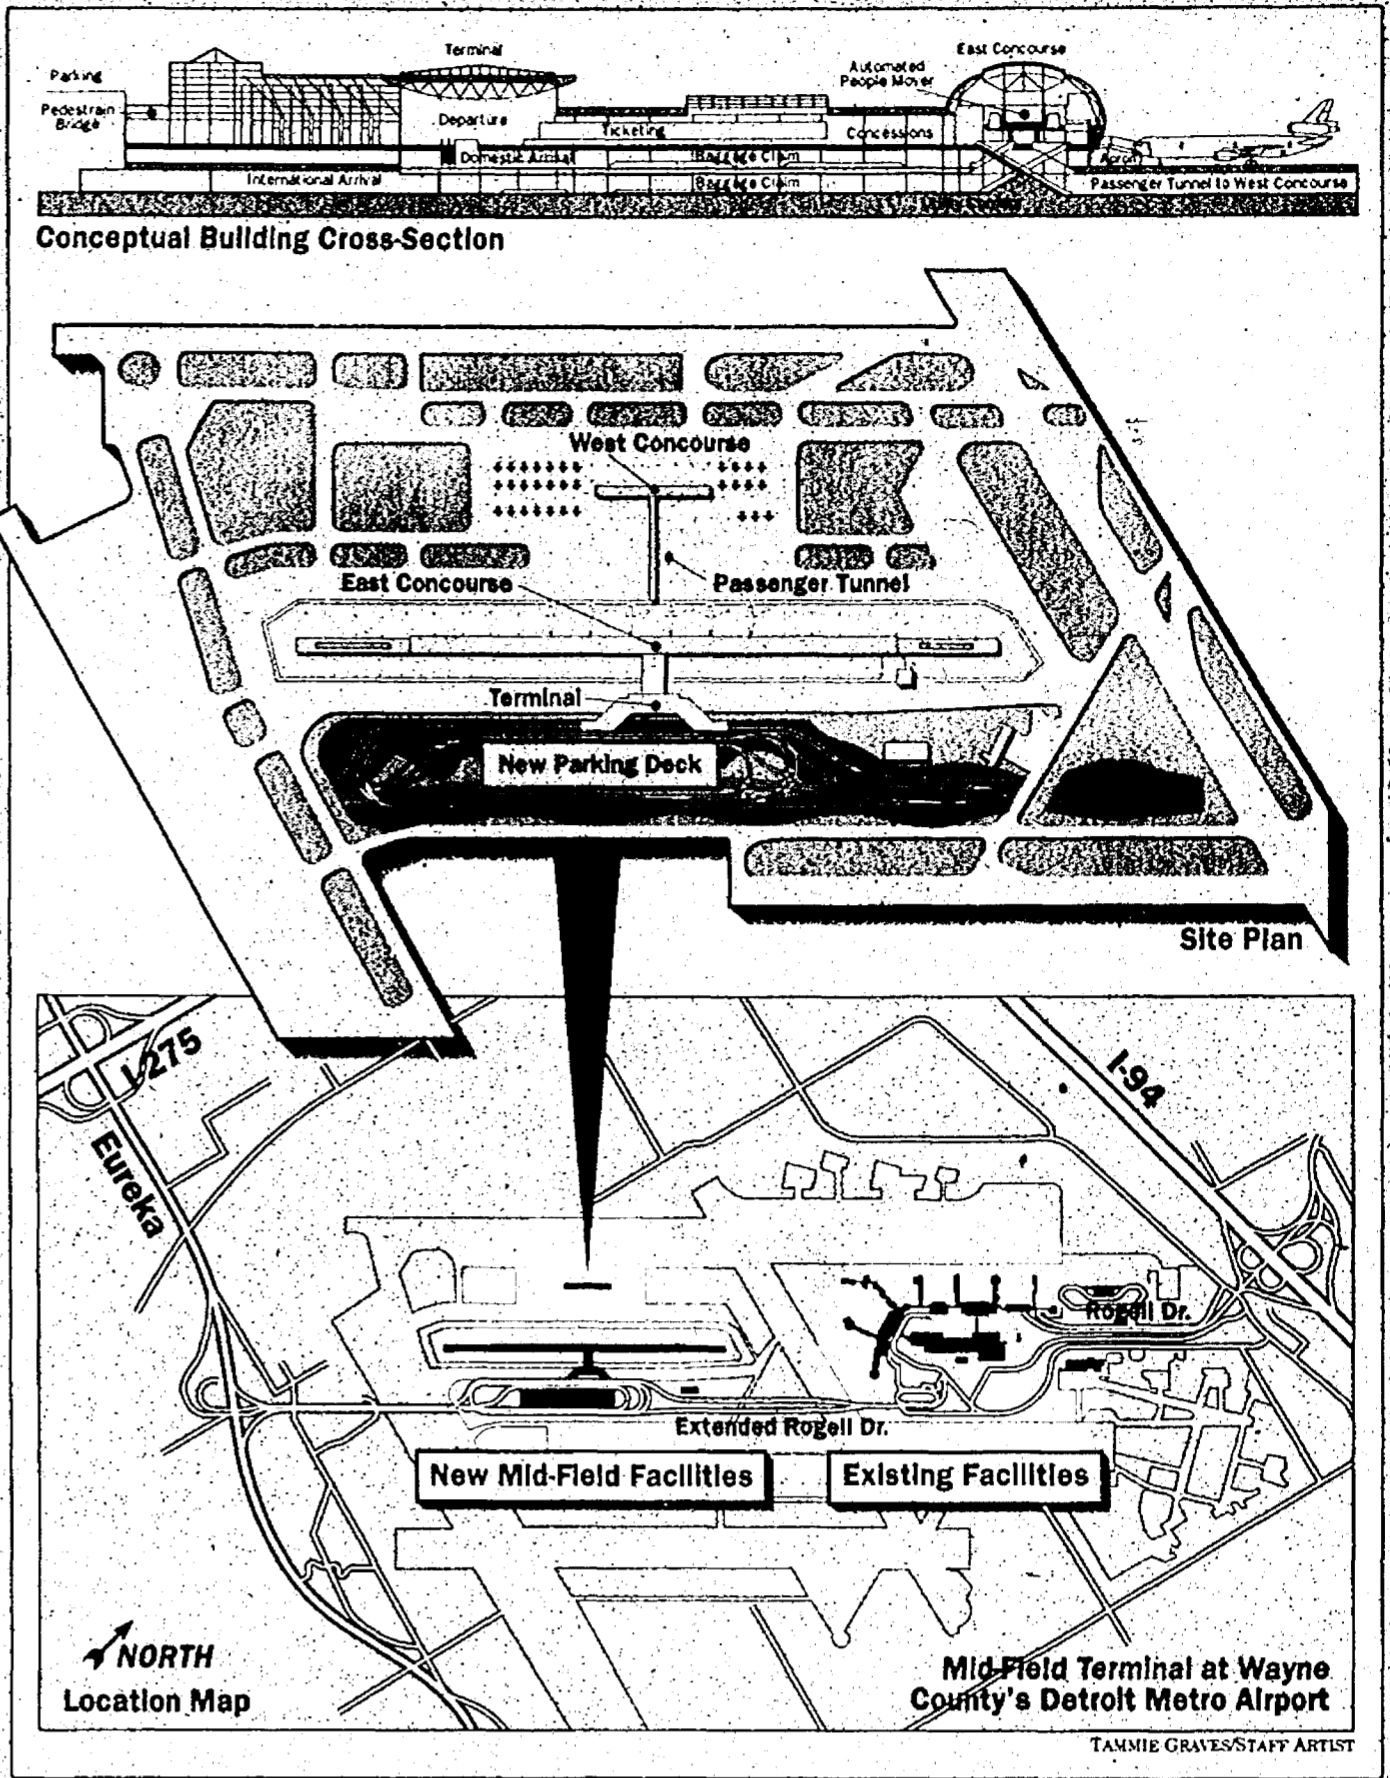 Terminal
East Concourse
Automated
People Mover
Parking
Pedestrain
Bridge
Departure
Ticketing
Concessions
Domestic Arrival
Baggage Claim
Apron
International Arrival
Baggage Claim
Passenger Tunnel to West Concourse
Conceptual Building Cross-Section
West Concourse
East Concourse
Passenger Tunnel
Terminal
New Parking Deck
Site Plan
I-275
I-94
Eureka
Rogell Dr.
Extended Rogell Dr.
New Mid-Field Facilities
Existing Facilities
NORTH
Location Map
Mid-Field Terminal at Wayne
County's Detroit Metro Airport
TAMMIE GRAVES/STAFF ARTIST